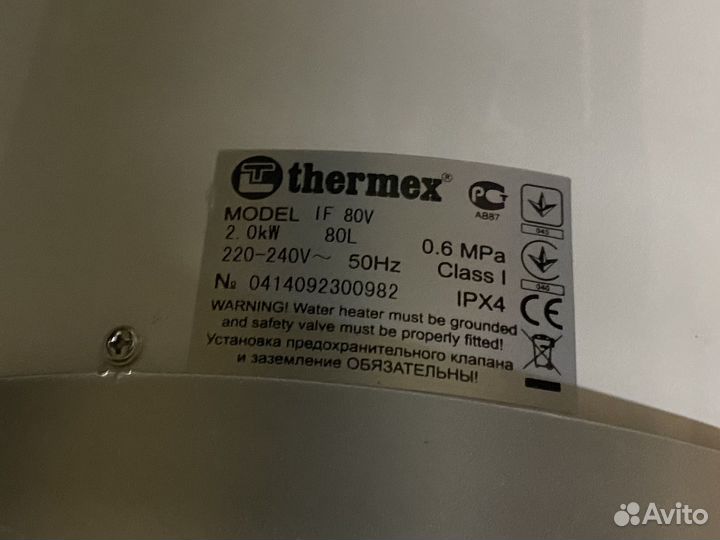 thermex®
MODEL IF 80V
2.0kW 80L 0.6 MPa
220-240V~ 50Hz Class I
№ 0414092300982 IPX4
PG
AB87
CE
WARNING! Water heater must be grounded
and safety valve must be properly fitted!
Установка предохранительного клапана
и заземление ОБЯЗАТЕЛЬНЫ!
Avito